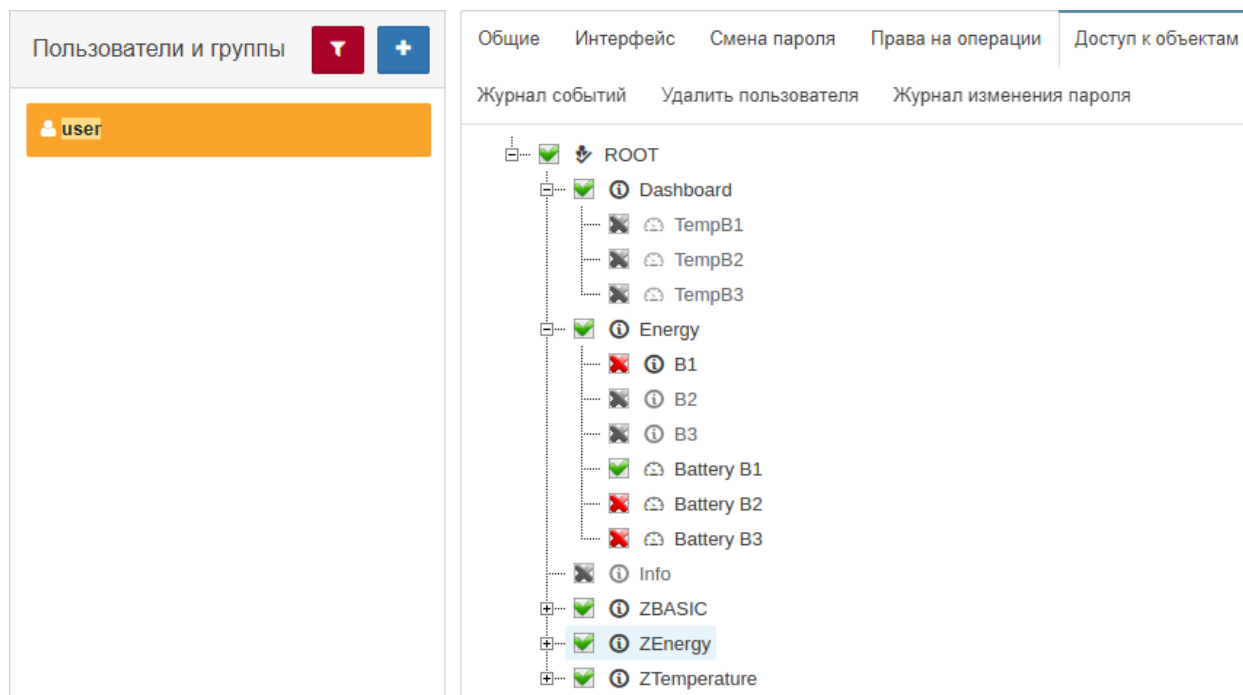 Пользователи и группы
user
Общие Интерфейс Смена пароля Права на операции Доступ к объектам
Журнал событий Удалить пользователя Журнал изменения пароля
ROOT
Dashboard
TempB1
TempB2
TempB3
Energy
B1
B2
B3
Battery B1
Battery B2
Battery B3
Info
ZBASIC
ZEnergy
ZTemperature